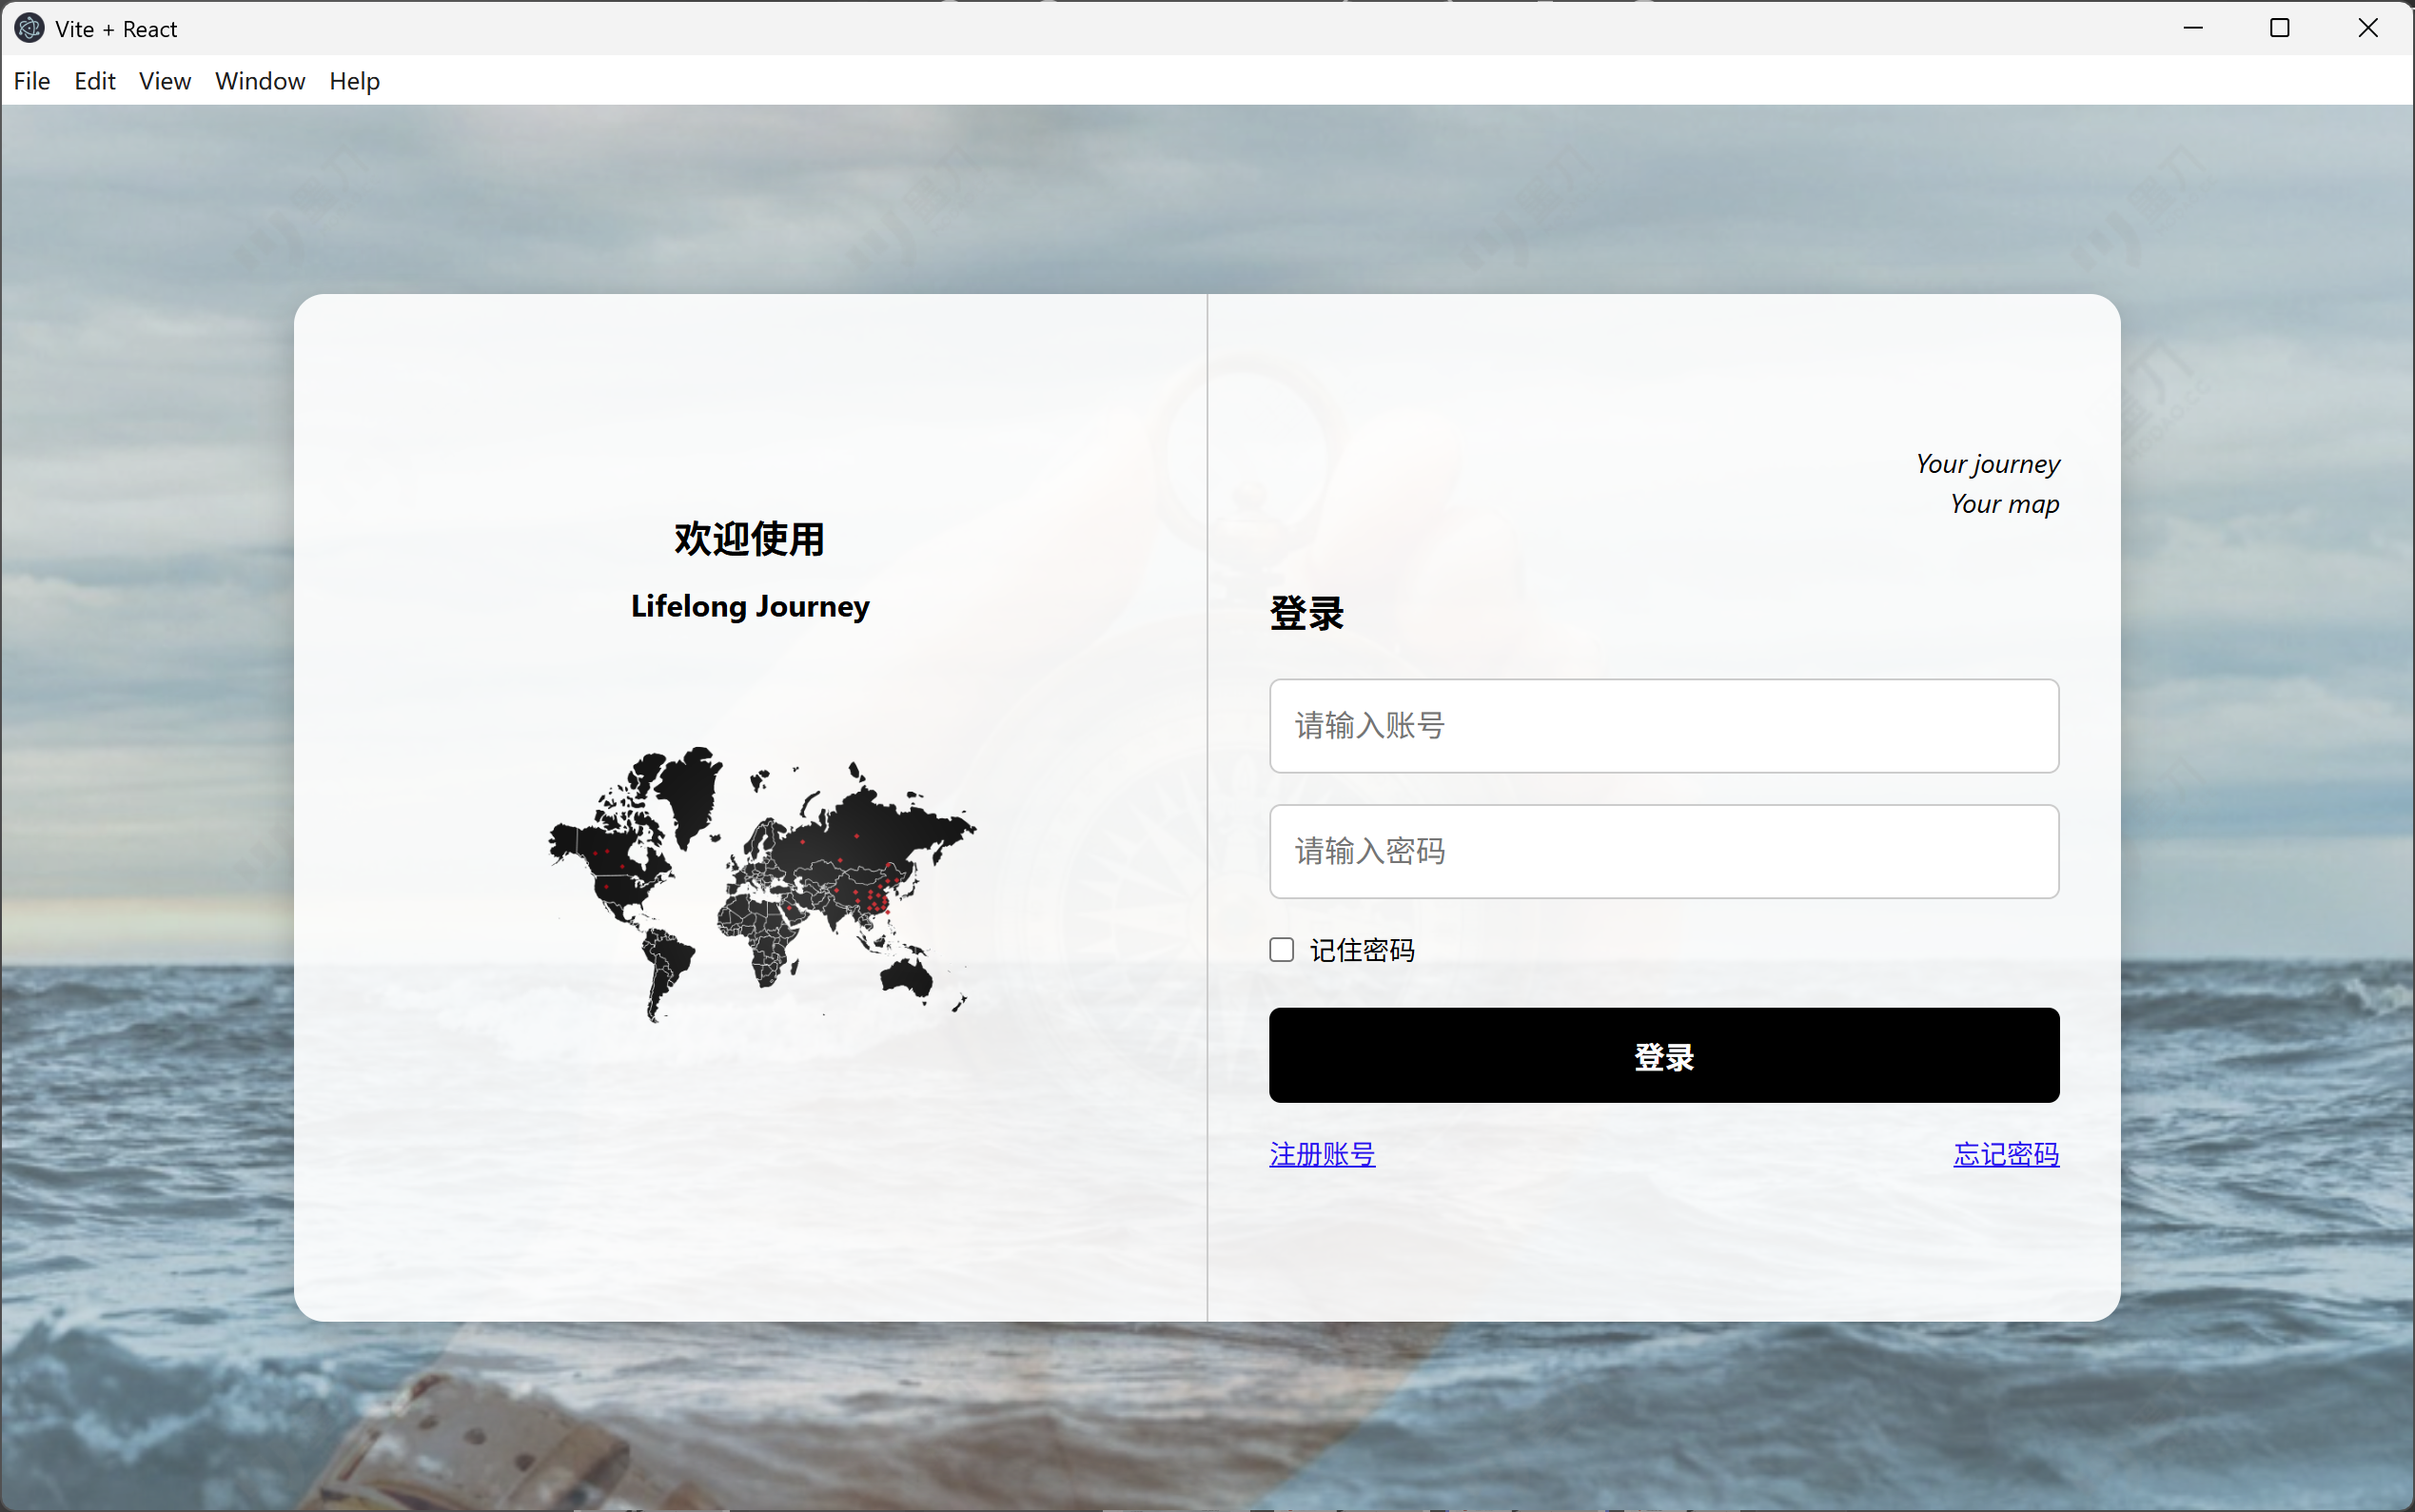 Vite + React
File Edit View Window Help
欢迎使用
Lifelong Journey
Your journey
Your map
登录
请输入账号
请输入密码
记住密码
登录
注册账号 忘记密码